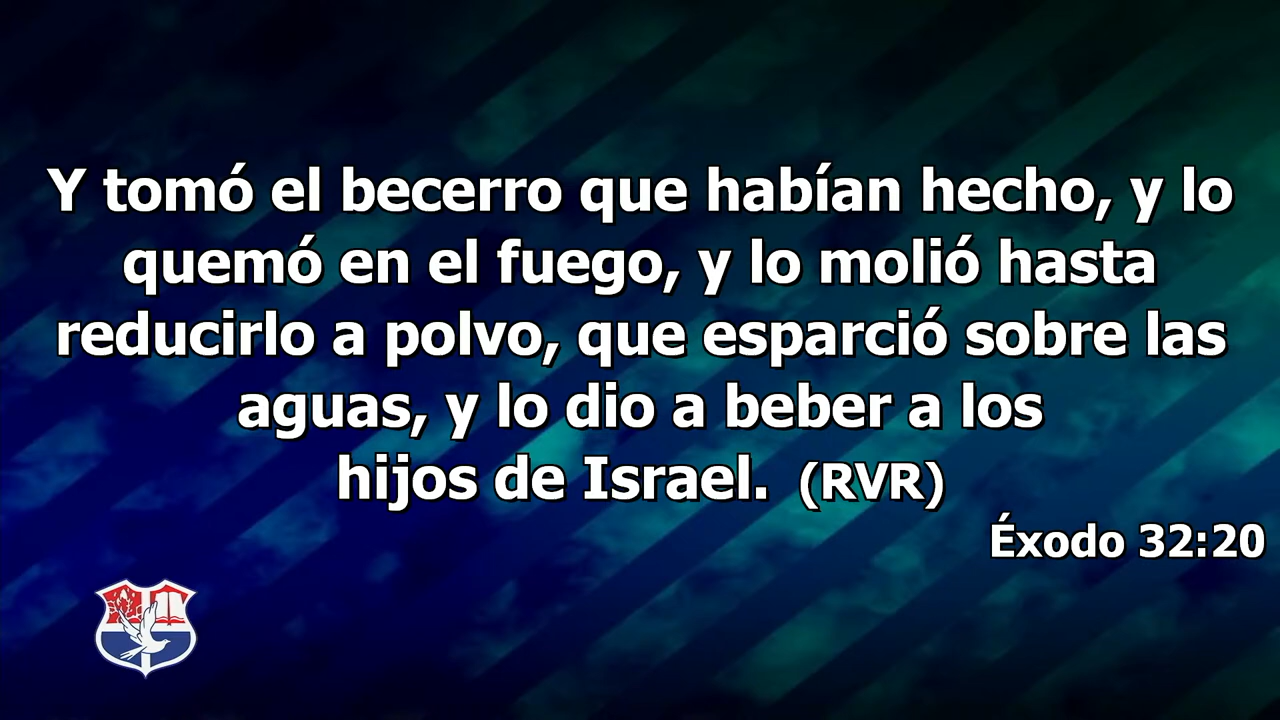 Y tomó el becerro que habían hecho, y lo
quemó en el fuego, y lo molió hasta
reducirlo a polvo, que esparció sobre las
aguas, y lo dio a beber a los
hijos de Israel. (RVR)
Éxodo 32:20